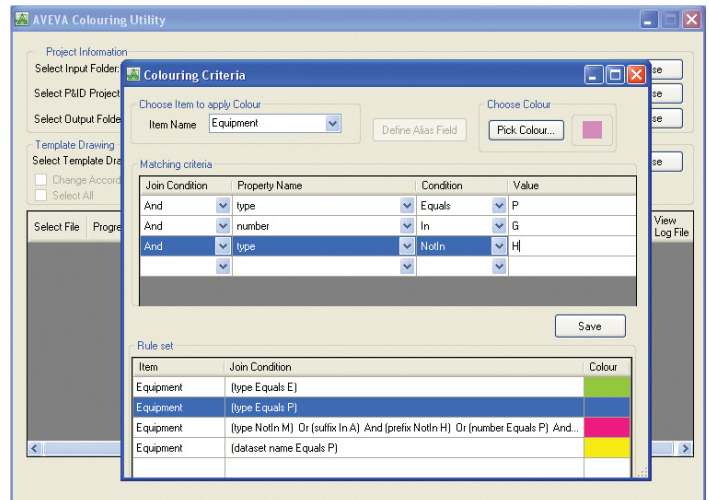 AVEVA Colouring Utility
Project Information
Select Input Folder:
Select P&ID Project
Select Output Folde
Template Drawing
Select Template Dra
Change Accord
Select All
Select File Progre
View
Log File
se
se
se
se
Colouring Criteria
Choose Item to apply Colour
Item Name Equipment
Define Alias Field
Choose Colour
Pick Colour...
Matching criteria
Join Condition Property Name Condition Value
And type Equals P
And number In G
And type NotIn H
Save
Rule set
Item Join Condition Colour
Equipment (type Equals E)
Equipment (type Equals P)
Equipment (type NotIn M) Or (suffix In A) And (prefix NotIn H) Or (number Equals P) And...
Equipment (dataset name Equals P)